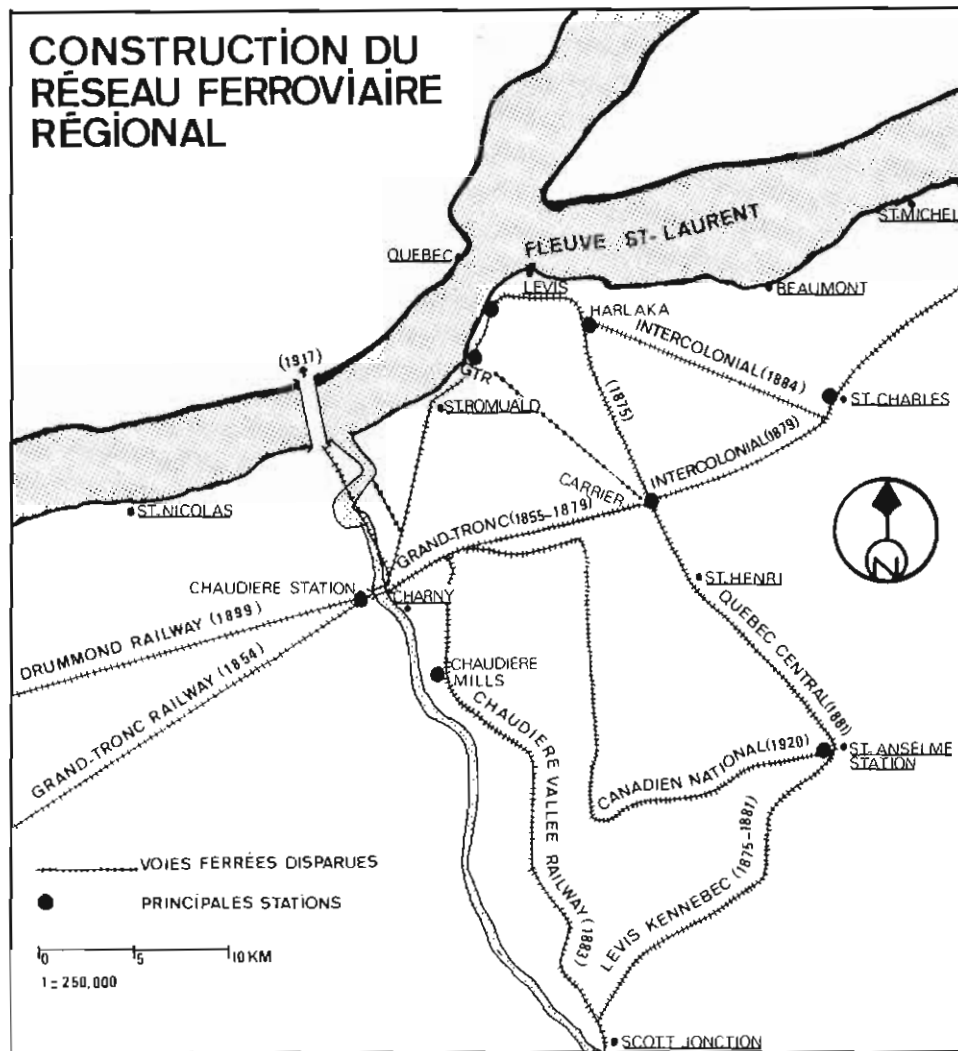 CONSTRUCTION DU
RÉSEAU FERROVIAIRE
RÉGIONAL
FLEUVE ST-LAURENT
ST.MICHEL
QUÉBEC
LEVIS
BEAUMONT
HARLAKA
INTERCOLONIAL (1884)
(1917)
GTR
(1875)
ST.ROMUALD
ST. CHARLES
INTERCOLONIAL(1879)
CARRIER
ST.NICOLAS
GRAND-TRONC(1855-1879)
N
CHAUDIERE STATION
CHARNY
ST.HENRI
DRUMMOND RAILWAY (1899)
GRAND-TRONC RAILWAY (1854)
CHAUDIÈRE
MILLS
QUEBEC CENTRAL(1881)
CHAUDIÈRE VALLEE RAILWAY (1883)
CANADIEN NATIONAL(1920)
ST. ANSELME
STATION
LEVIS KENNEBEC (1875-1881)
VOIES FERRÉES DISPARUES
PRINCIPALES STATIONS
0 5 10 KM
1 = 250,000
SCOTT JONCTION